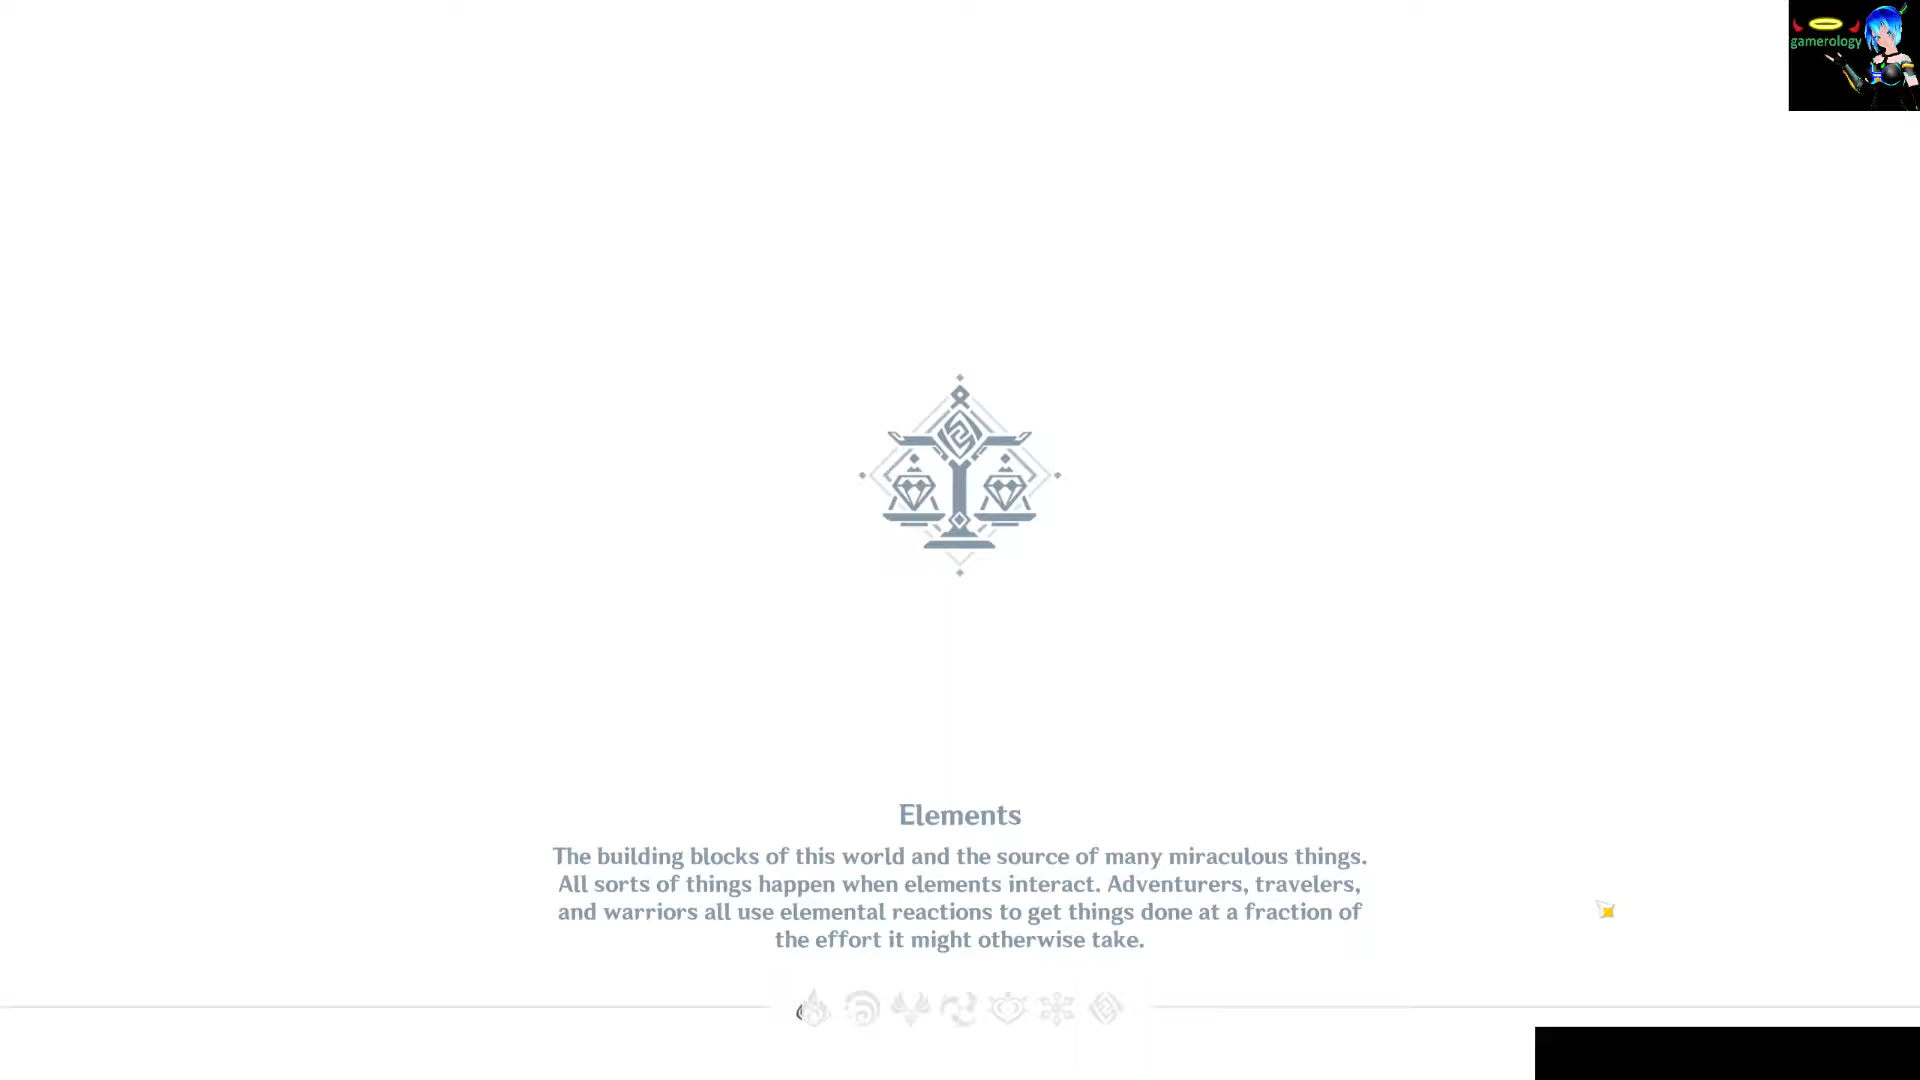 gamerology
Elements
The building blocks of this world and the source of many miraculous things.
All sorts of things happen when elements interact. Adventurers, travelers,
and warriors all use elemental reactions to get things done at a fraction of
the effort it might otherwise take.